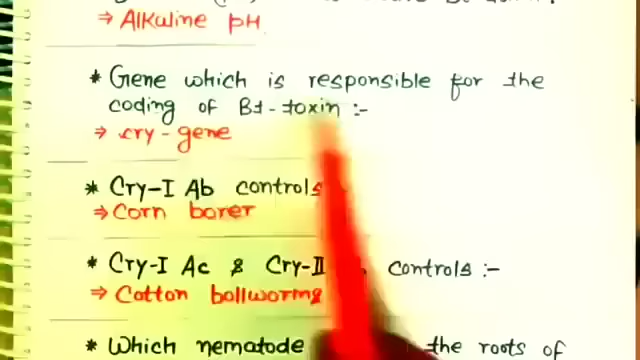 ⇒ Alkaline pH
* Gene which is responsible for the
coding of Bt-toxin :-
⇒ cry-gene
* Cry-I Ab controls
⇒ Corn borer
* Cry-I Ac & Cry-II controls :-
⇒ Cotton bollworms
* Which nematode the roots of